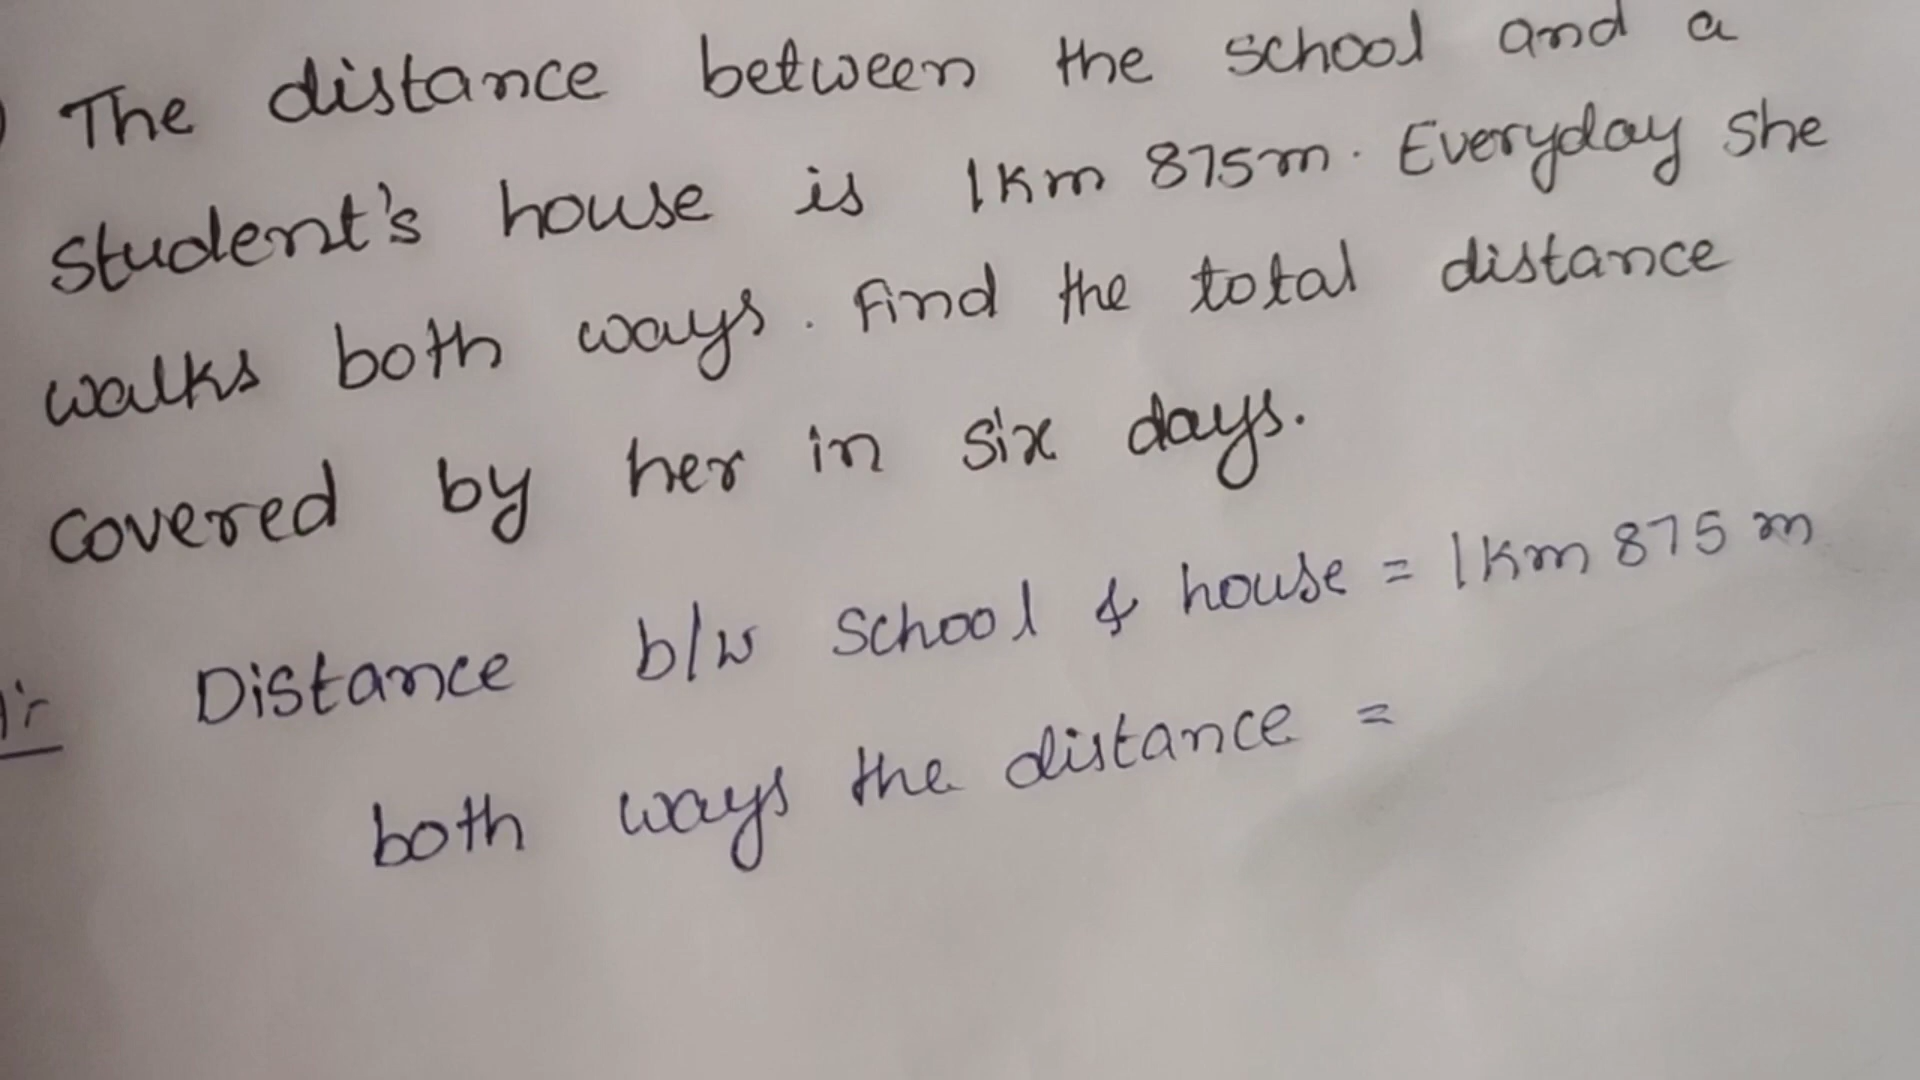 The distance between the school and a
student's house is 1km 875m. Everyday she
walks both ways. Find the total distance
covered by her in six days.
Distance b/w School & house = 1km 875 m
both ways the distance =